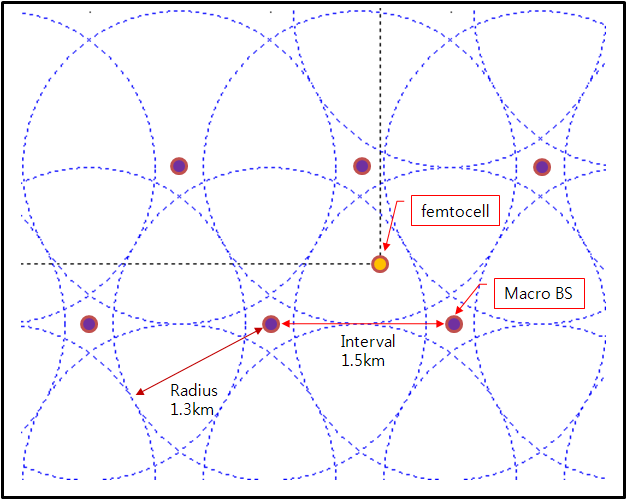 femtocell
Macro BS
Interval
1.5km
Radius
1.3km